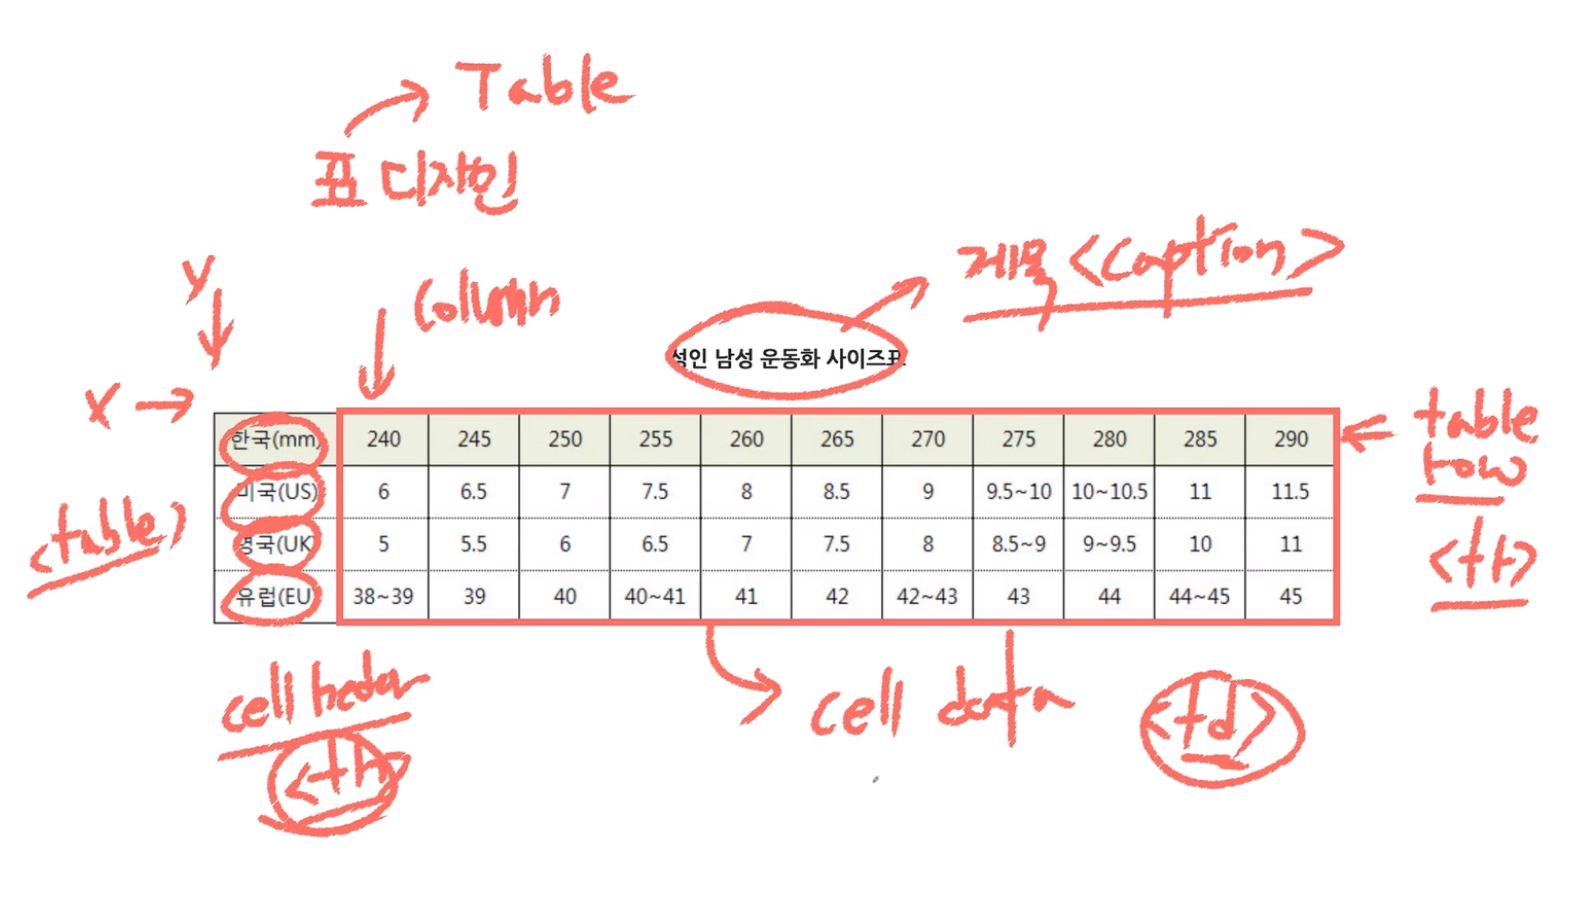 Table
표 디자인
제목 <Caption>
y
Column
성인 남성 운동화 사이즈표
x
table
row
<tr>
<table>
한국(mm) 240 245 250 255 260 265 270 275 280 285 290
미국(US) 6 6.5 7 7.5 8 8.5 9 9.5~10 10~10.5 11 11.5
영국(UK) 5 5.5 6 6.5 7 7.5 8 8.5~9 9~9.5 10 11
유럽(EU) 38~39 39 40 40~41 41 42 42~43 43 44 44~45 45
cell heder
<th>
cell data
<td>